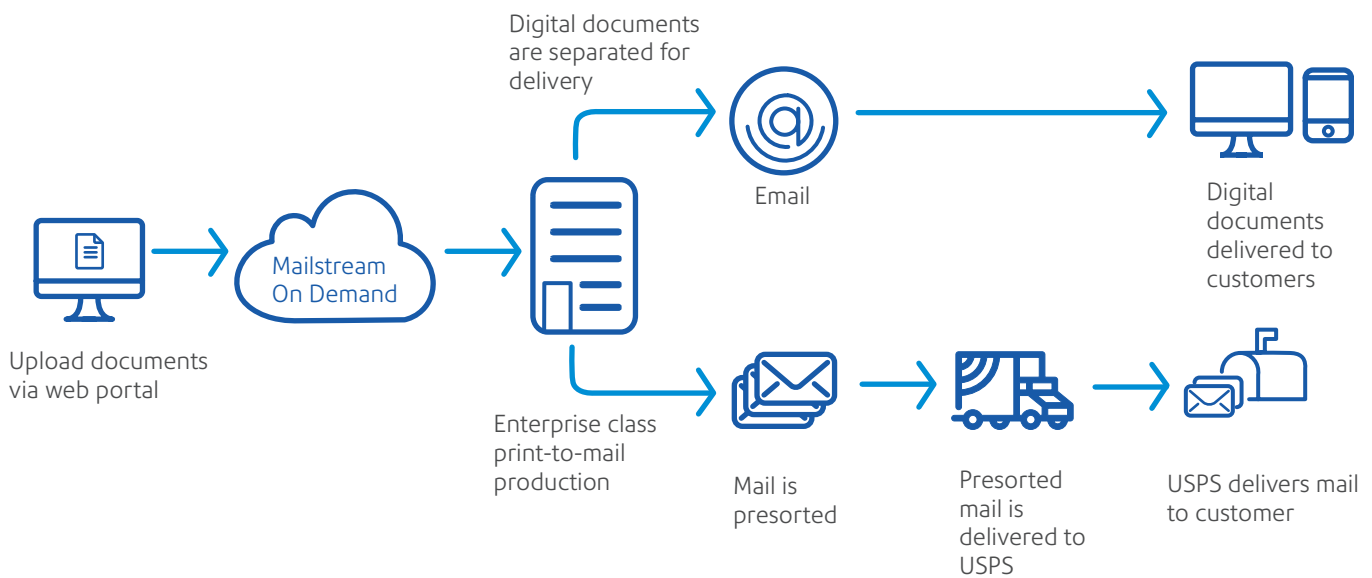 Digital documents
are separated for
delivery
Email
Digital
documents
delivered to
customers
Mailstream
On Demand
Upload documents
via web portal
Enterprise class
print-to-mail
production
Mail is
presorted
Presorted
mail is
delivered to
USPS
USPS delivers mail
to customer